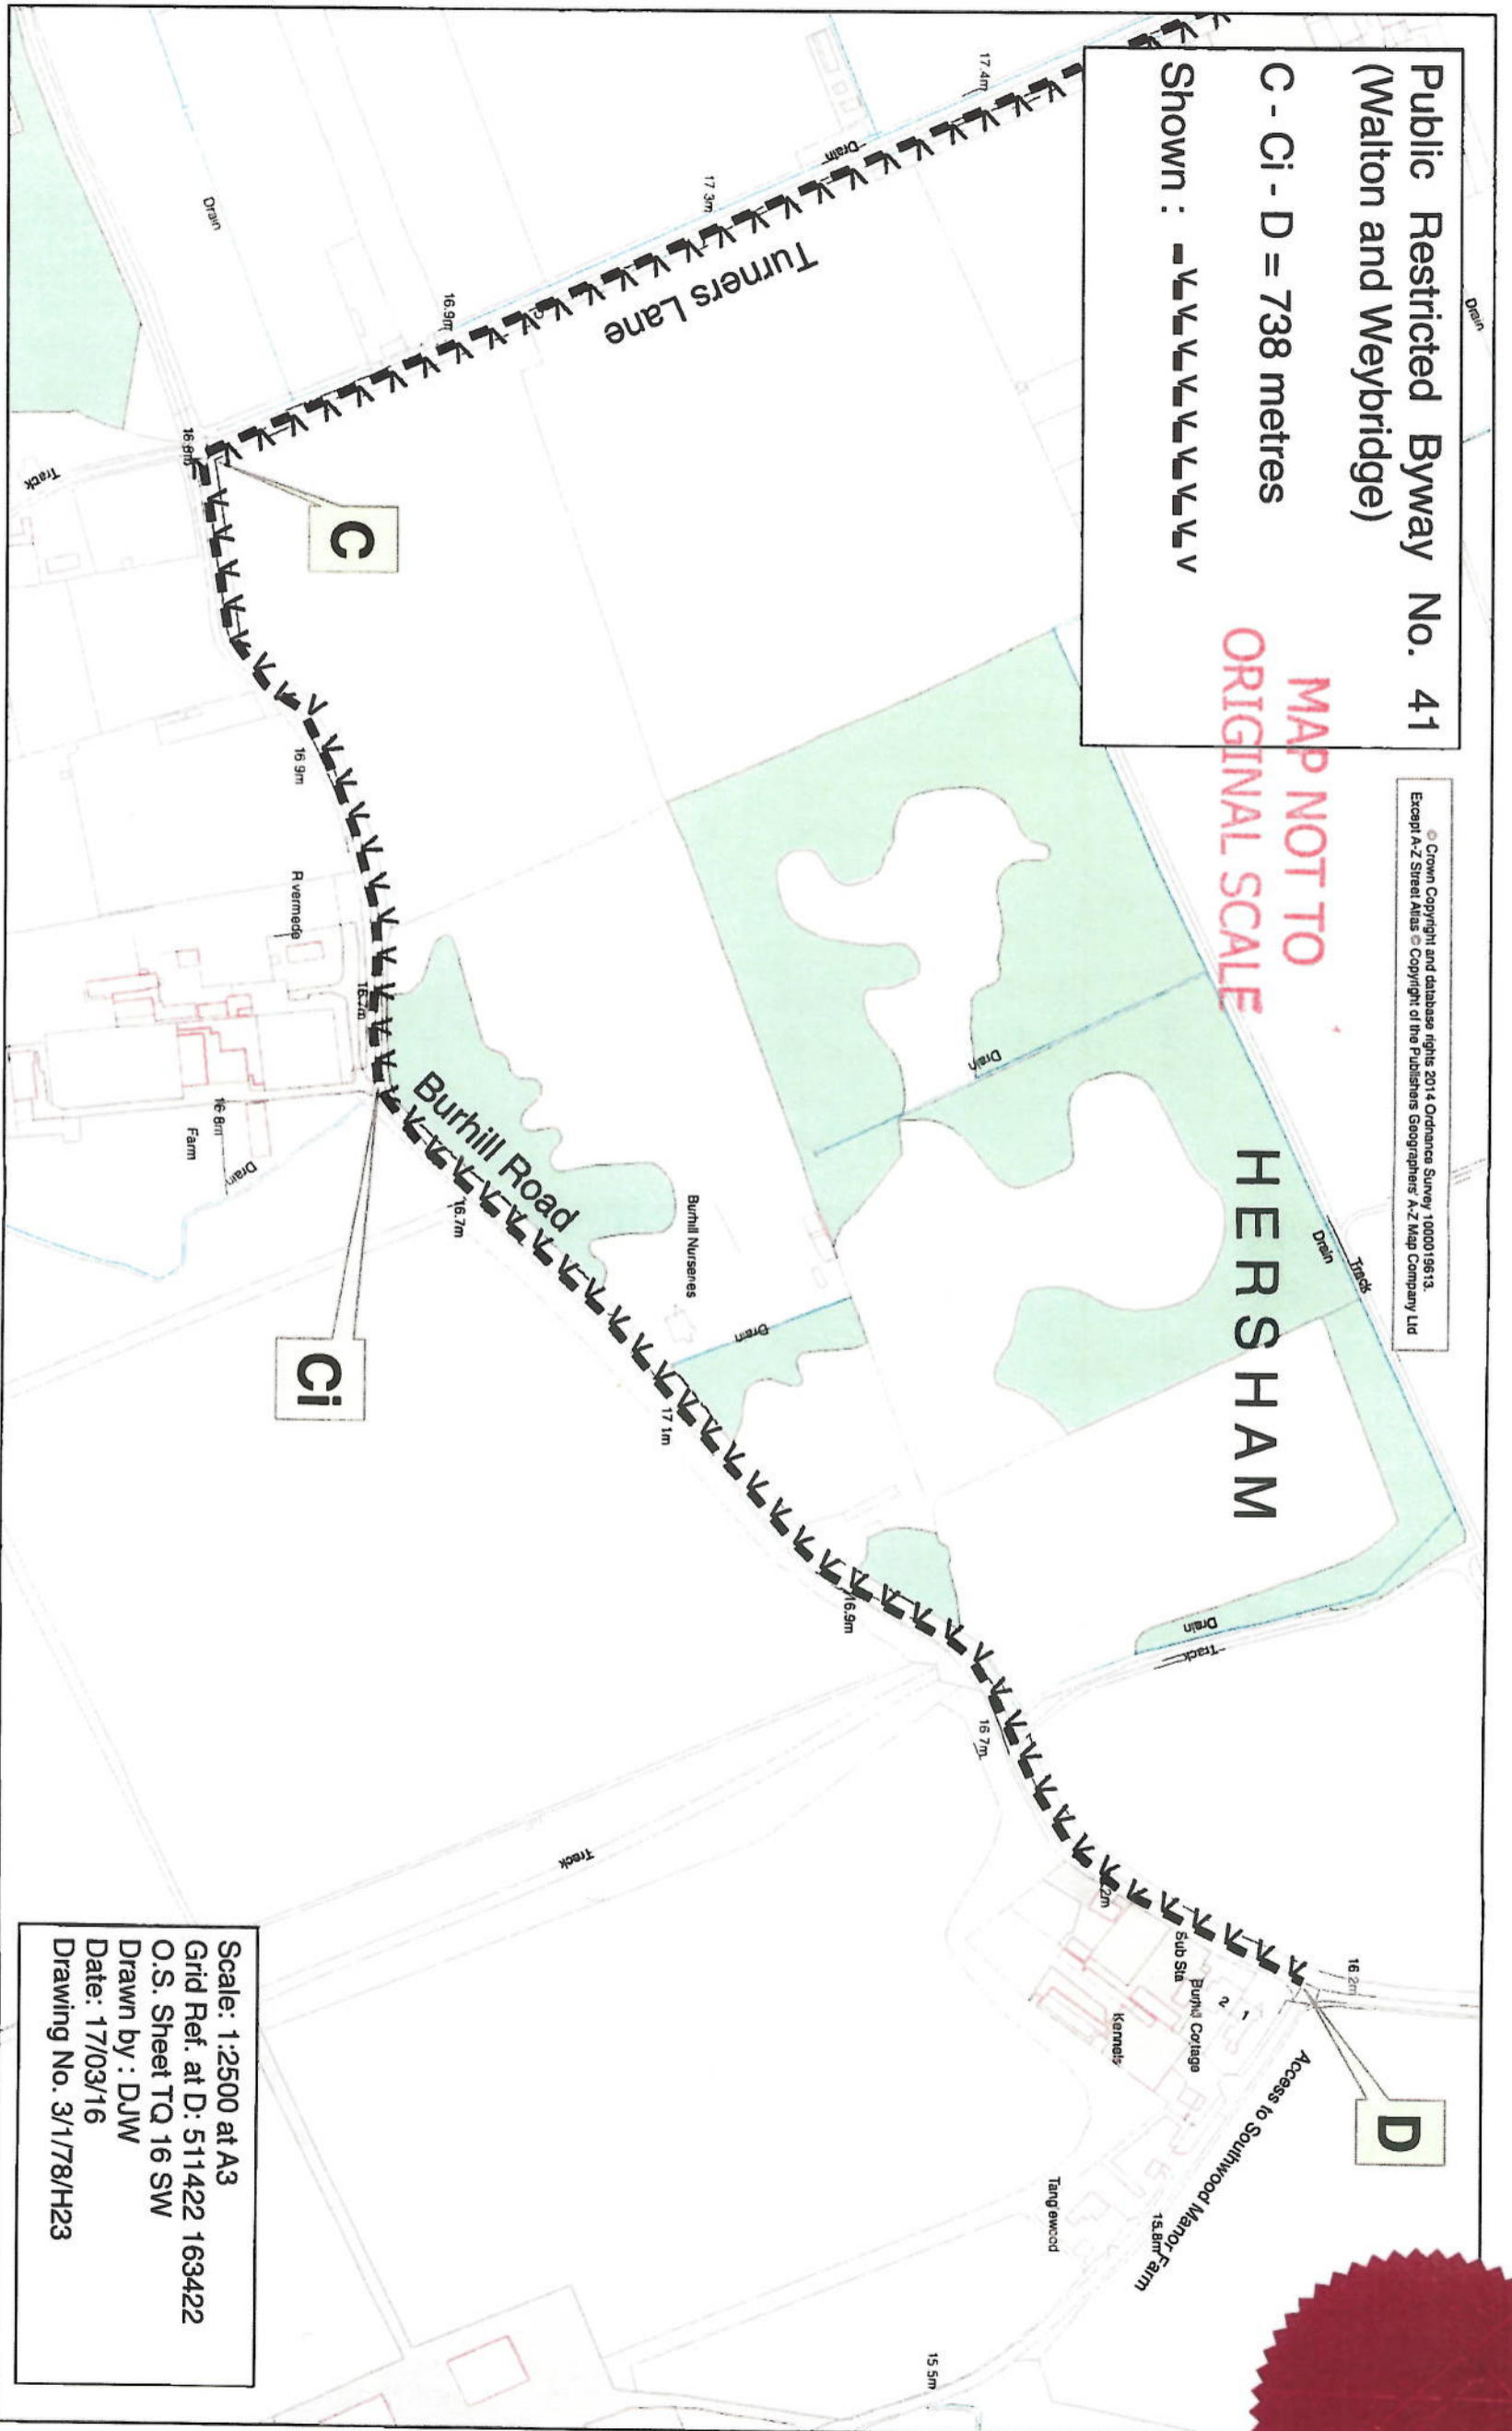 Public Restricted Byway No. 41
(Walton and Weybridge)
C - Ci - D = 738 metres
Shown :
MAP NOT TO
ORIGINAL SCALE
© Crown Copyright and database rights 2014 Ordnance Survey 100019613.
Except A-Z Street Atlas © Copyright of the Publishers Geographers' A-Z Map Company Ltd
HERSHAM
D
Access to Southwood Manor Farm
15.8m
16 2m
1
2
Burhill Cottage
Sub Sta
Kennels
Tanglewood
15 5m
2m
Drain
Track
Drain
Drain
Track
Drain
16 7m
16.9m
17 1m
Drain
Burhill Nurseries
Burhill Road
16.7m
Track
Ci
16.7m
Rivermede
16 8m
Farm
Drain
16 9m
C
16.8m
Track
Turners Lane
17.4m
Drain
17 3m
16.9m
Drain
Scale: 1:2500 at A3
Grid Ref. at D: 511422 163422
O.S. Sheet TQ 16 SW
Drawn by : DJW
Date: 17/03/16
Drawing No. 3/1/78/H23